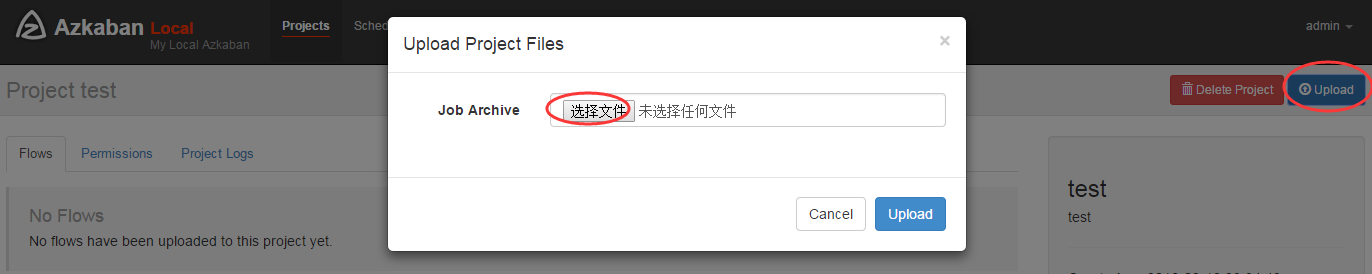 Azkaban Local
My Local Azkaban
Projects
Sched
admin
Upload Project Files
×
Project test
Delete Project
Upload
Job Archive
选择文件 未选择任何文件
Flows
Permissions
Project Logs
No Flows
No flows have been uploaded to this project yet.
Cancel
Upload
test
test